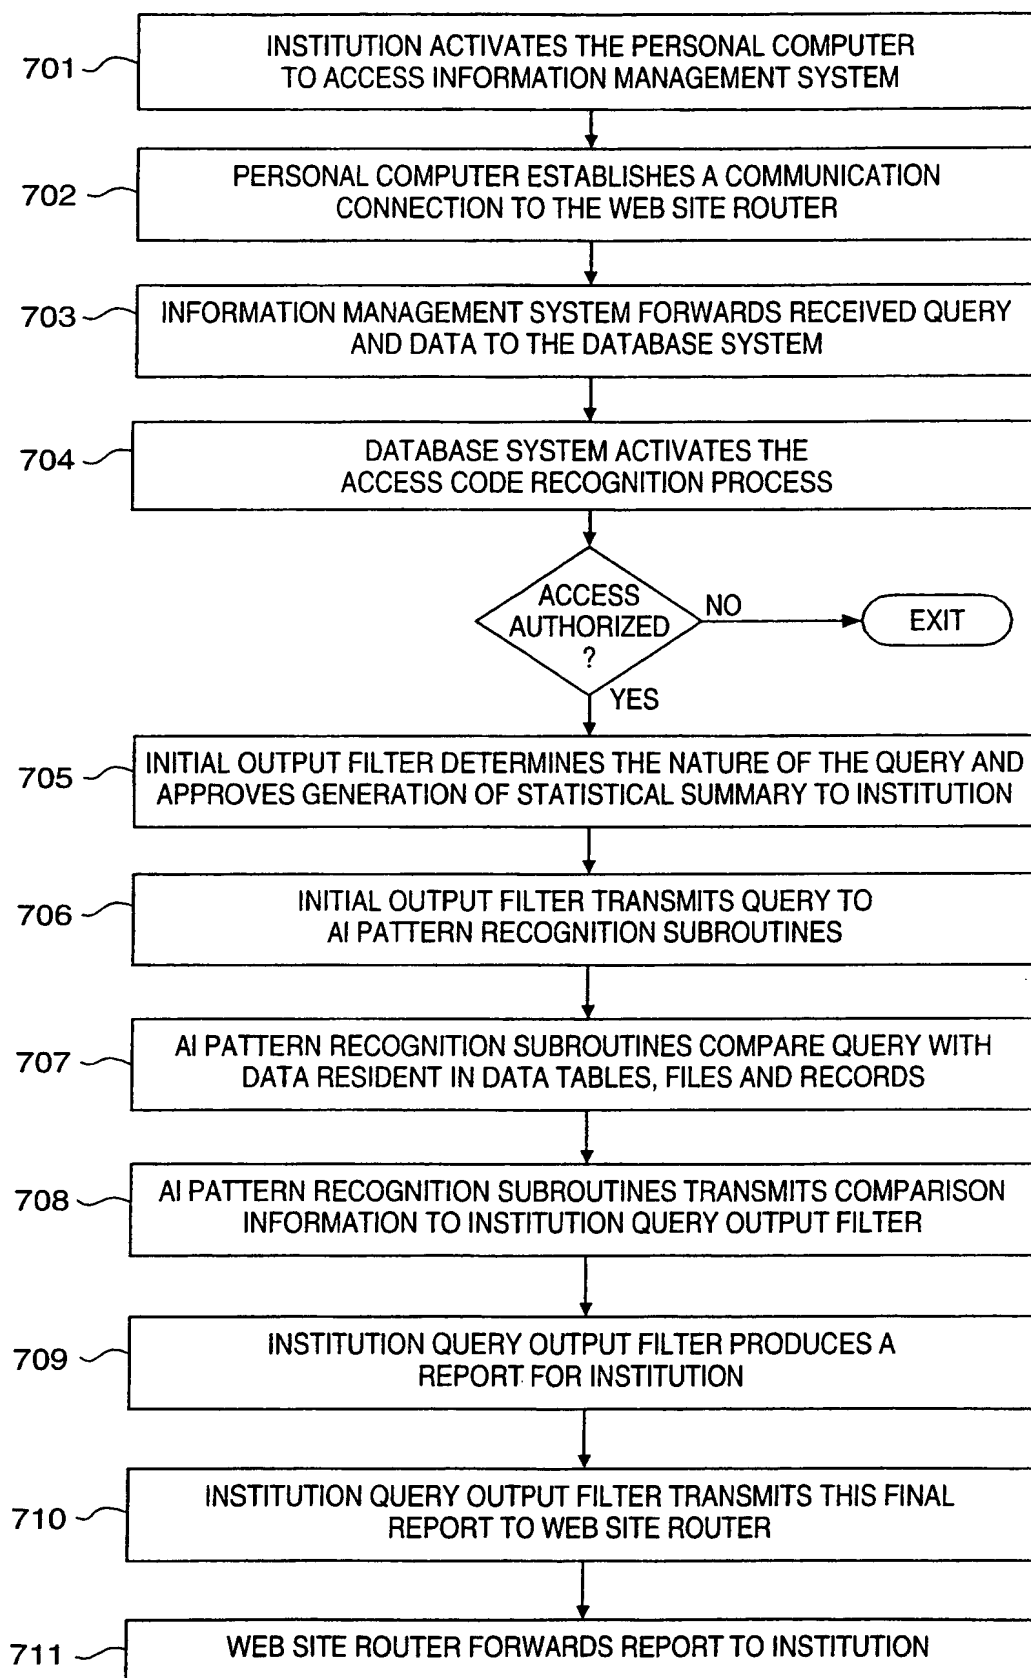 701
INSTITUTION ACTIVATES THE PERSONAL COMPUTER
TO ACCESS INFORMATION MANAGEMENT SYSTEM
702
PERSONAL COMPUTER ESTABLISHES A COMMUNICATION
CONNECTION TO THE WEB SITE ROUTER
703
INFORMATION MANAGEMENT SYSTEM FORWARDS RECEIVED QUERY
AND DATA TO THE DATABASE SYSTEM
704
DATABASE SYSTEM ACTIVATES THE
ACCESS CODE RECOGNITION PROCESS
ACCESS
AUTHORIZED
?
NO
EXIT
YES
705
INITIAL OUTPUT FILTER DETERMINES THE NATURE OF THE QUERY AND
APPROVES GENERATION OF STATISTICAL SUMMARY TO INSTITUTION
706
INITIAL OUTPUT FILTER TRANSMITS QUERY TO
AI PATTERN RECOGNITION SUBROUTINES
707
AI PATTERN RECOGNITION SUBROUTINES COMPARE QUERY WITH
DATA RESIDENT IN DATA TABLES, FILES AND RECORDS
708
AI PATTERN RECOGNITION SUBROUTINES TRANSMITS COMPARISON
INFORMATION TO INSTITUTION QUERY OUTPUT FILTER
709
INSTITUTION QUERY OUTPUT FILTER PRODUCES A
REPORT FOR INSTITUTION
710
INSTITUTION QUERY OUTPUT FILTER TRANSMITS THIS FINAL
REPORT TO WEB SITE ROUTER
711
WEB SITE ROUTER FORWARDS REPORT TO INSTITUTION